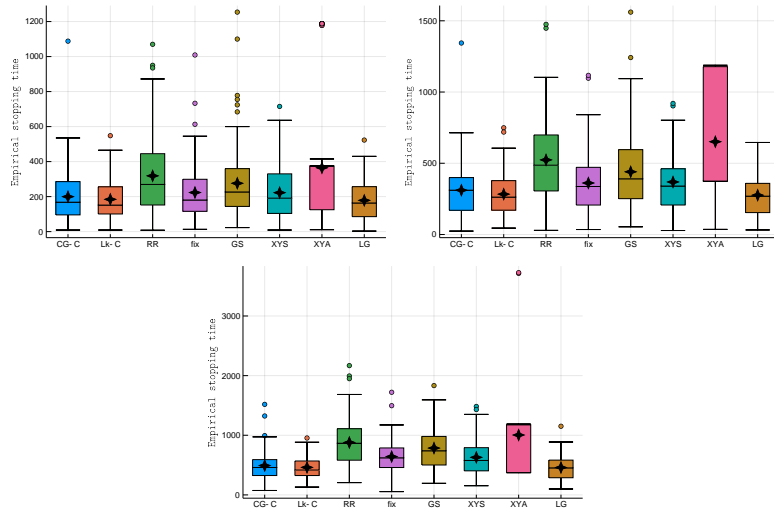 Empirical stopping time
1200
1000
800
600
400
200
0
CG- C Lk- C RR fix GS XYS XYA LG
Empirical stopping time
1500
1000
500
0
CG- C Lk- C RR fix GS XYS XYA LG
Empirical stopping time
3000
2000
1000
0
CG- C Lk- C RR fix GS XYS XYA LG